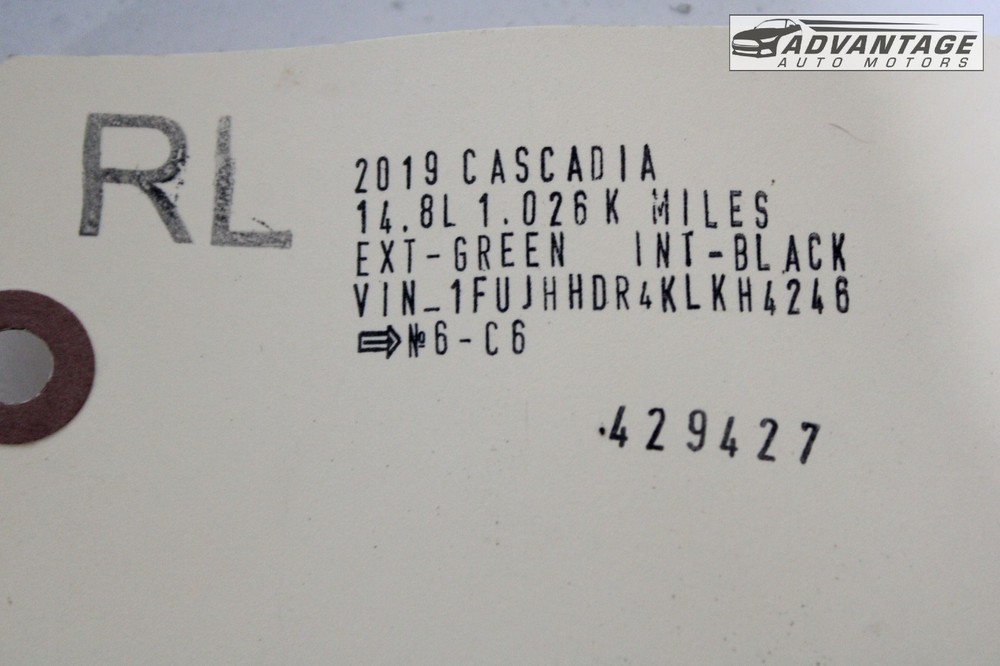 ADVANTAGE
AUTO MOTORS
RL
2019 CASCADIA
14.8L 1.026K MILES
EXT-GREEN INT-BLACK
VIN_1FUJHHDR4KLKH4246
⇒№6-C6
.429427